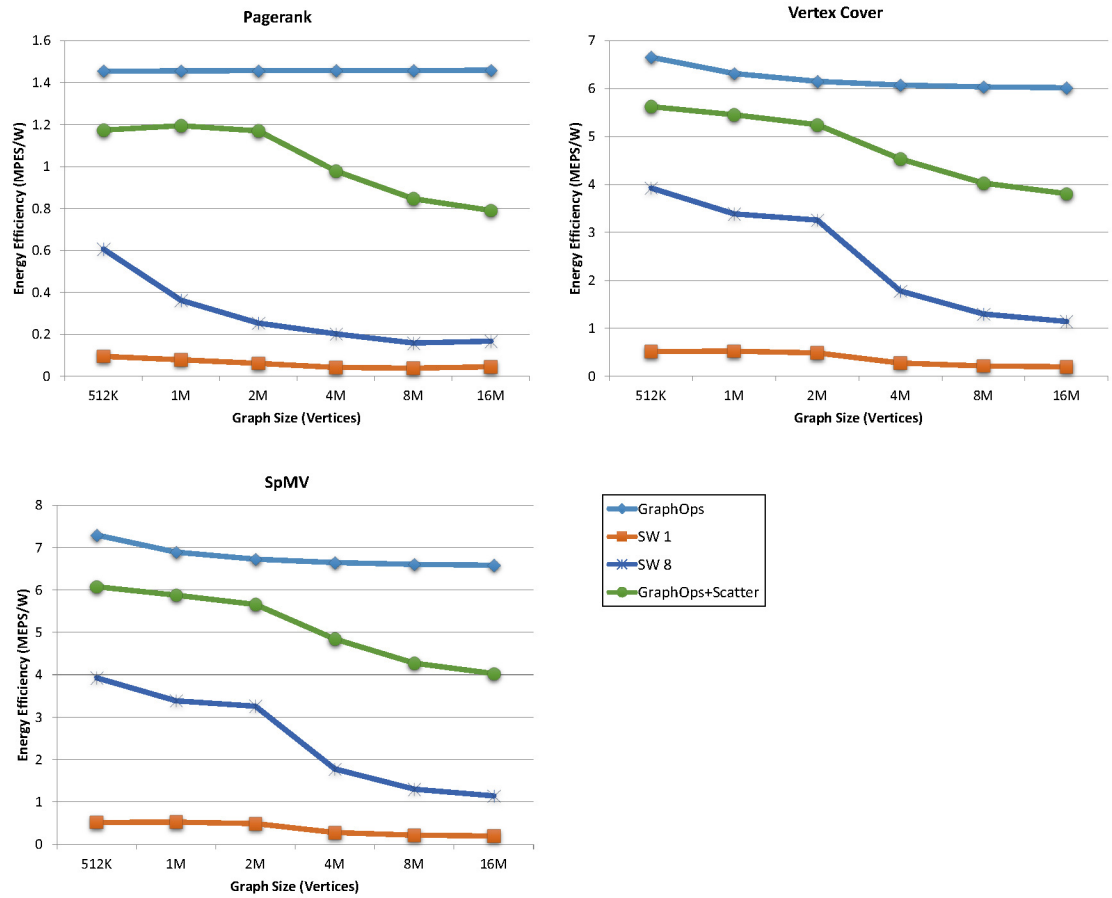 Pagerank
Energy Efficiency (MPES/W)
1.6
1.4
1.2
1
0.8
0.6
0.4
0.2
0
512K 1M 2M 4M 8M 16M
Graph Size (Vertices)
Vertex Cover
Energy Efficiency (MEPS/W)
7
6
5
4
3
2
1
0
512K 1M 2M 4M 8M 16M
Graph Size (Vertices)
SpMV
Energy Efficiency (MEPS/W)
8
7
6
5
4
3
2
1
0
512K 1M 2M 4M 8M 16M
Graph Size (Vertices)
GraphOps
SW 1
SW 8
GraphOps+Scatter